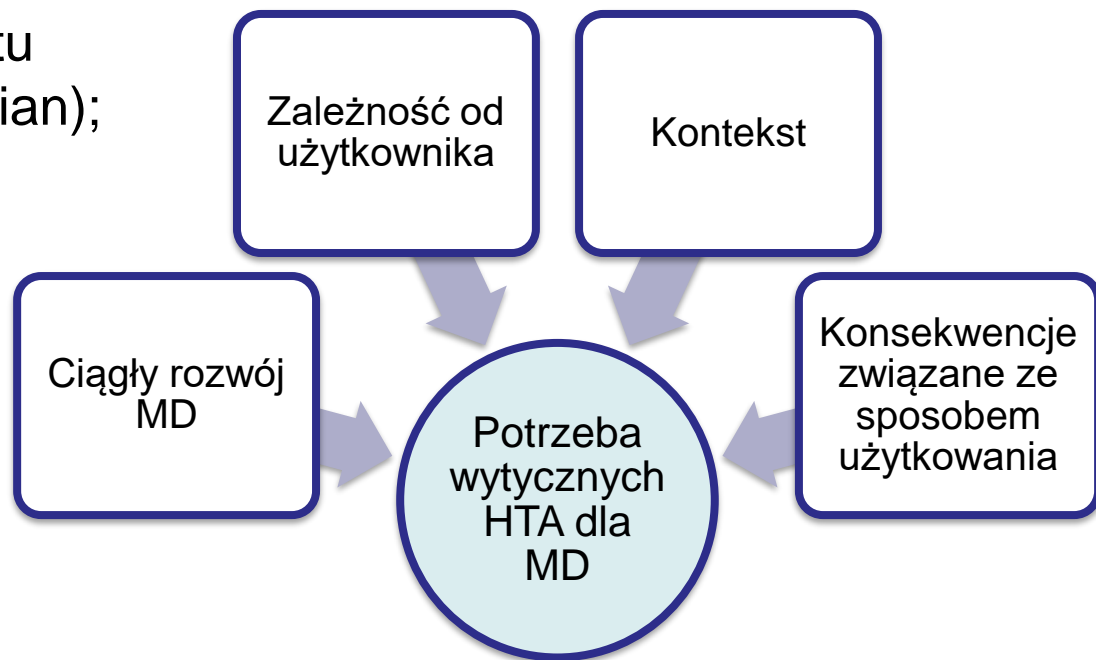 tu
ian);
Zależność od
użytkownika
Kontekst
Ciągły rozwój
MD
Konsekwencje
związane ze
sposobem
użytkowania
Potrzeba
wytycznych
HTA dla
MD